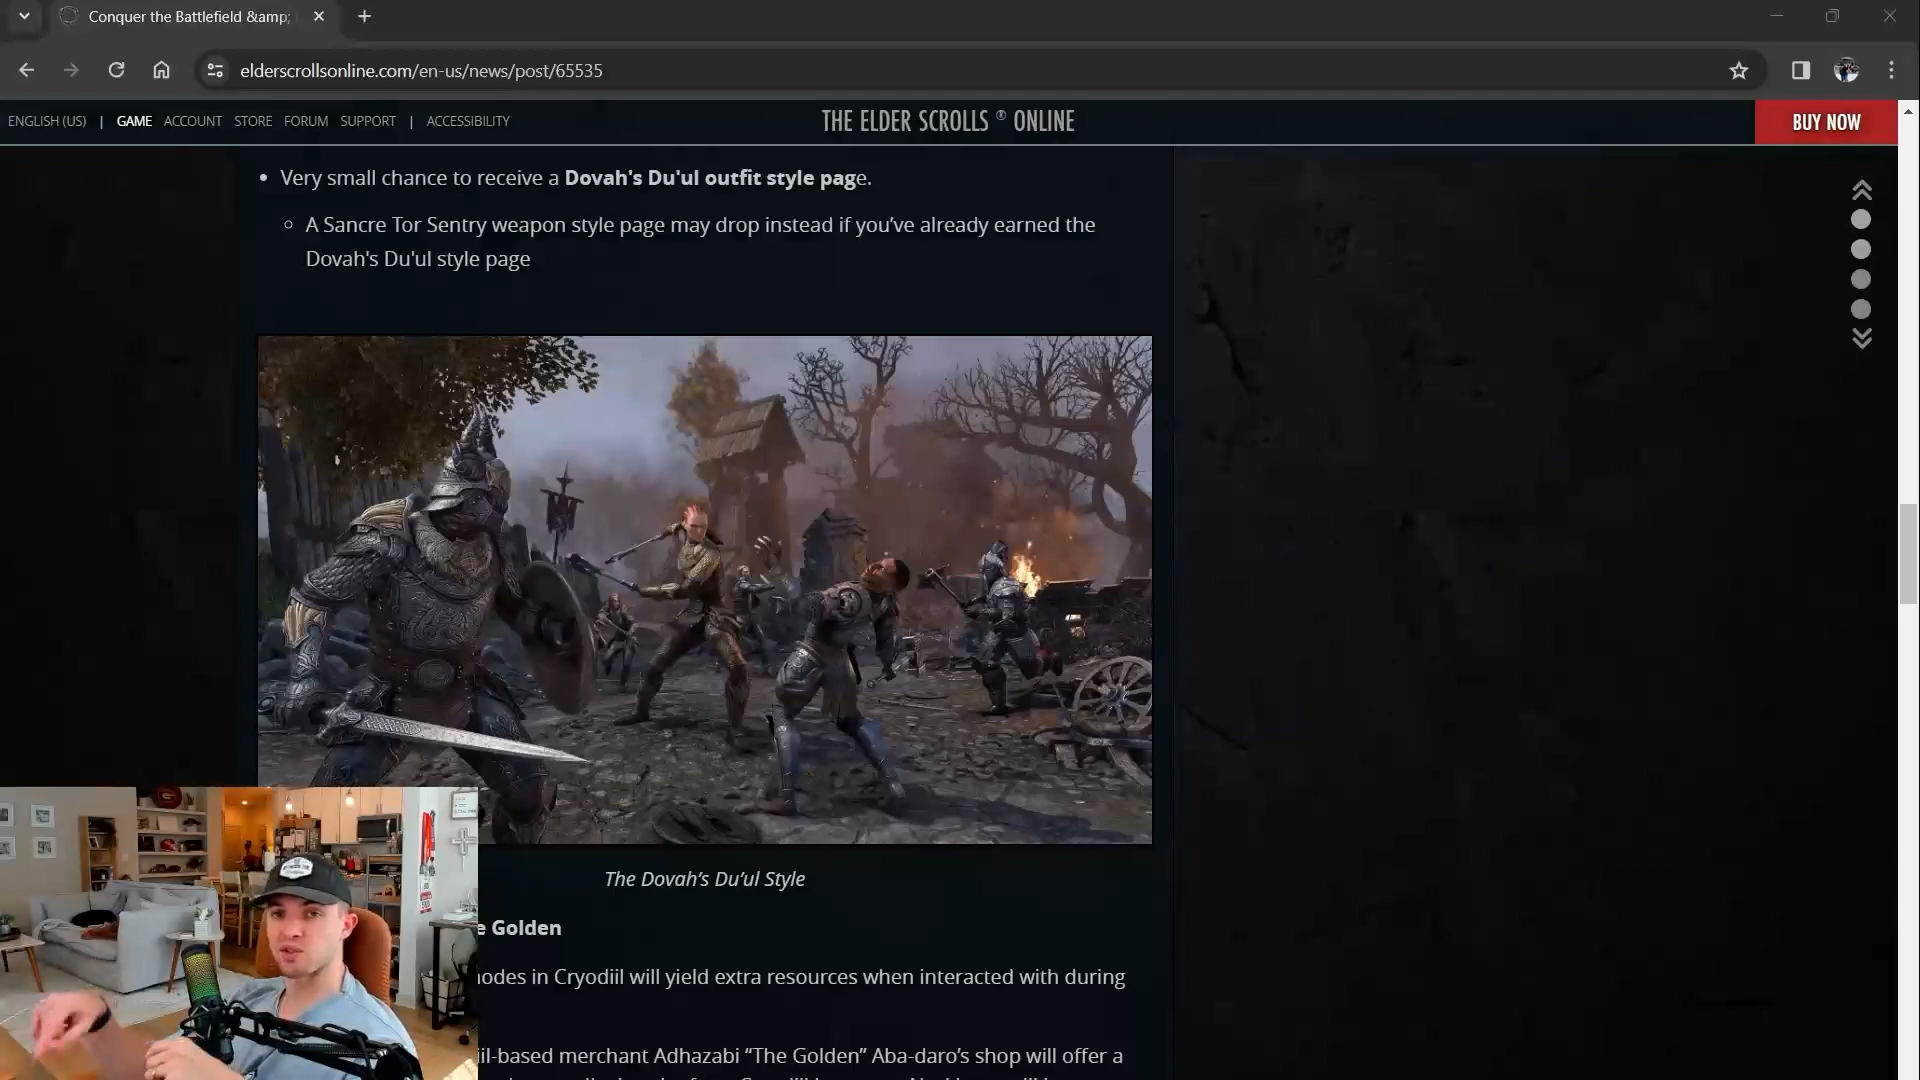 Conquer the Battlefield &amp;
elderscrollsonline.com/en-us/news/post/65535
ENGLISH (US) | GAME ACCOUNT STORE FORUM SUPPORT | ACCESSIBILITY
THE ELDER SCROLLS ® ONLINE
BUY NOW
• Very small chance to receive a Dovah's Du'ul outfit style page.
○ A Sancre Tor Sentry weapon style page may drop instead if you’ve already earned the
Dovah's Du'ul style page
The Dovah’s Du’ul Style
e Golden
nodes in Cryodiil will yield extra resources when interacted with during
iil-based merchant Adhazabi “The Golden” Aba-daro’s shop will offer a